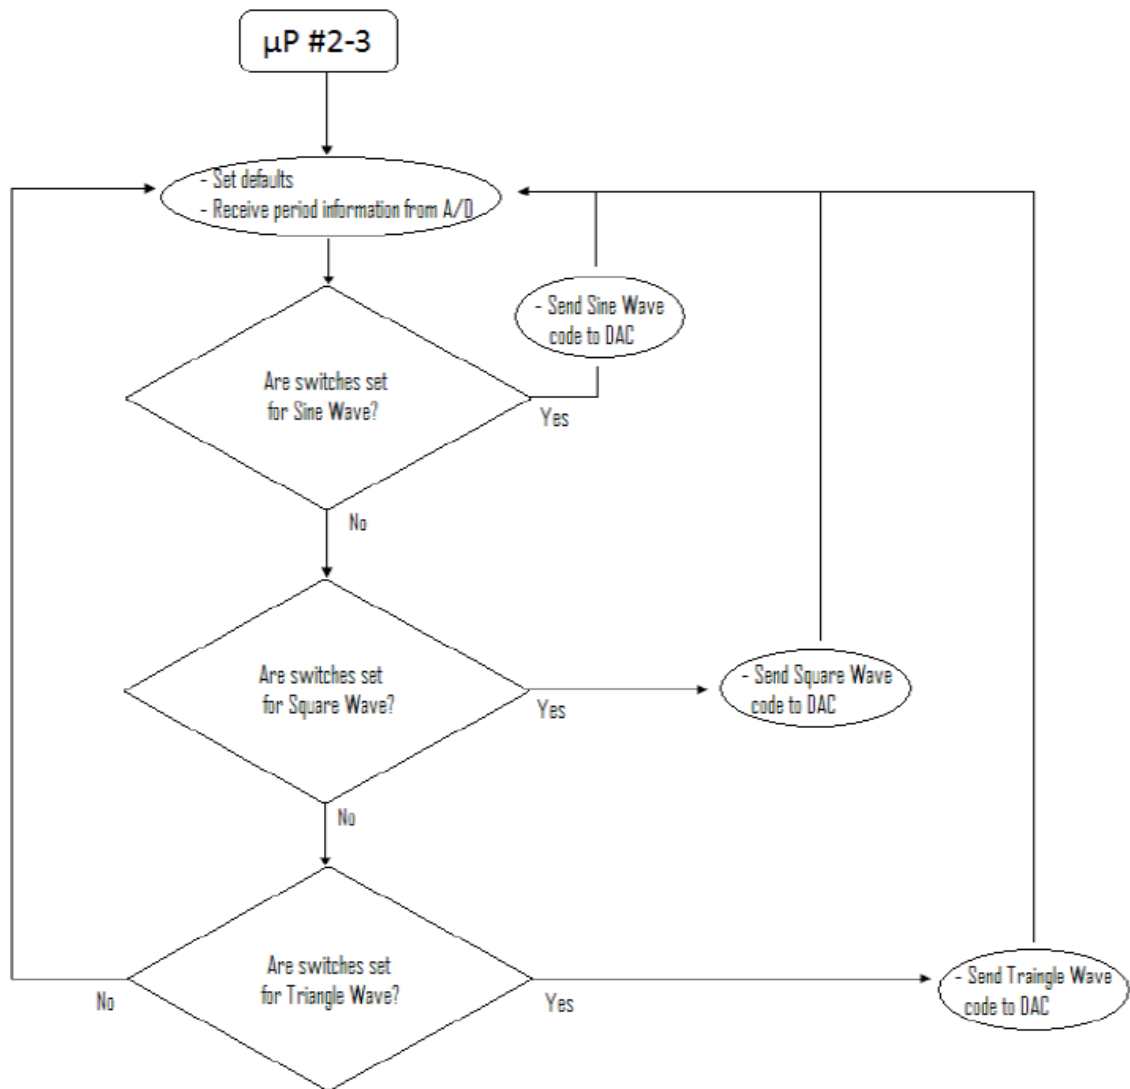 µP #2-3
- Set defaults
- Receive period information from A/D
- Send Sine Wave
code to DAC
Are switches set
for Sine Wave?
Yes
No
Are switches set
for Square Wave?
Yes
- Send Square Wave
code to DAC
No
Are switches set
for Triangle Wave?
No
Yes
- Send Traingle Wave
code to DAC